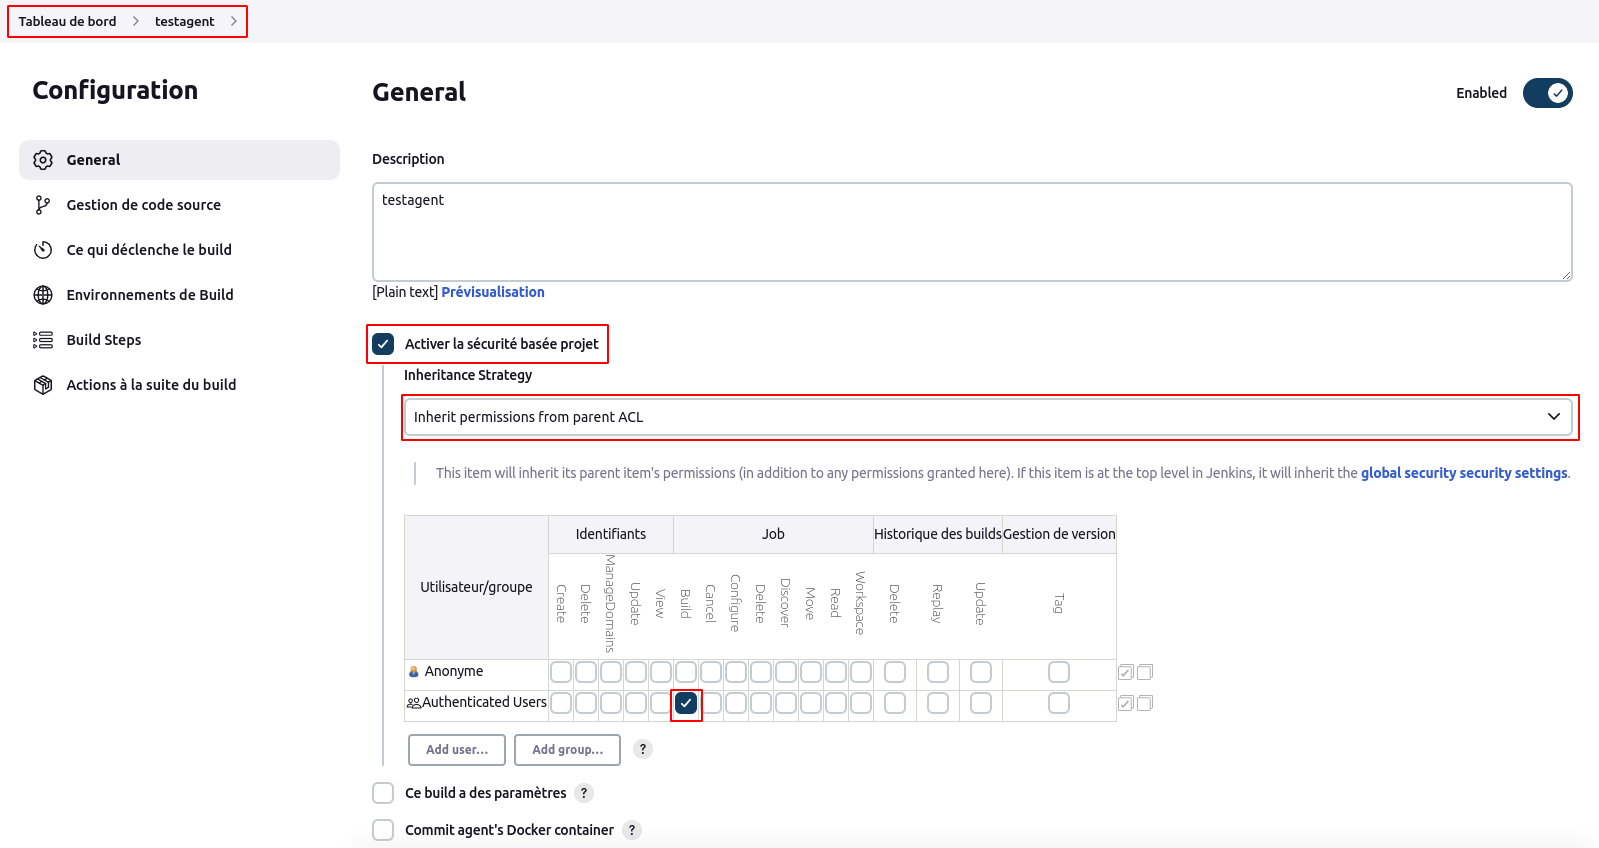 Tableau de bord > testagent >
Configuration
General
Gestion de code source
Ce qui déclenche le build
Environnements de Build
Build Steps
Actions à la suite du build
General
Enabled
Description
testagent
[Plain text] Prévisualisation
Activer la sécurité basée projet
Inheritance Strategy
Inherit permissions from parent ACL
This item will inherit its parent item's permissions (in addition to any permissions granted here). If this item is at the top level in Jenkins, it will inherit the global security security settings.
Utilisateur/groupe Identifiants Job Historique des builds Gestion de version
Create Delete ManageDomains Update View Build Cancel Configure Delete Discover Move Read Workspace Delete Replay Update Tag
Anonyme
Authenticated Users
Add user... Add group... ?
Ce build a des paramètres ?
Commit agent's Docker container ?